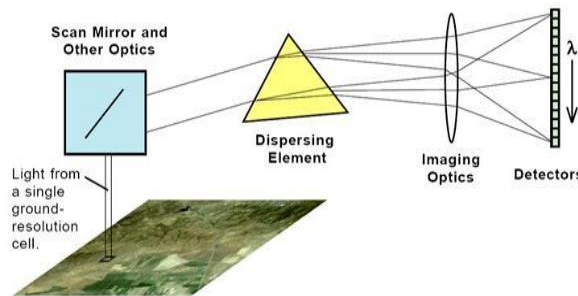 Scan Mirror and
Other Optics
Light from
a single
ground-
resolution
cell.
Dispersing
Element
Imaging
Optics
λ
Detectors